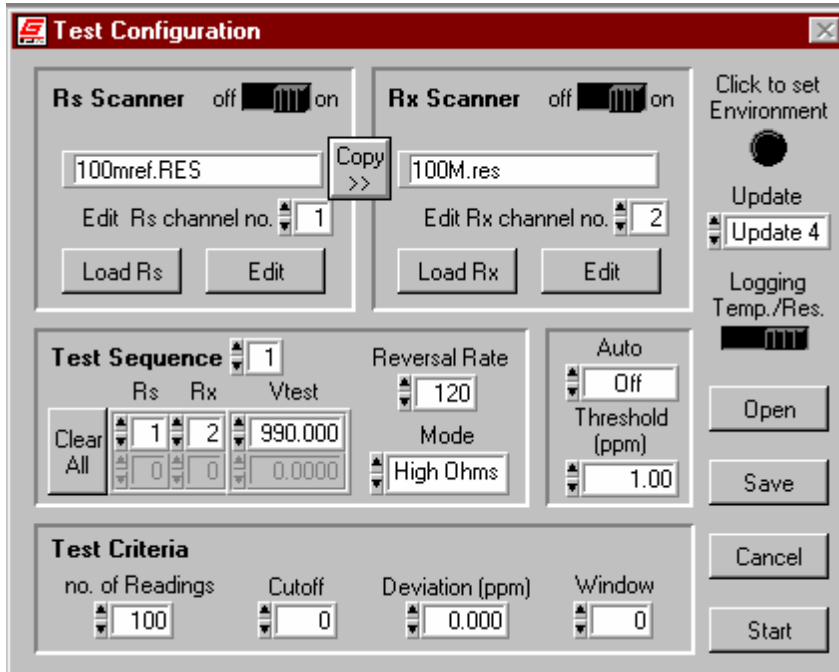 Test Configuration
Rs Scanner off on
100mref.RES
Edit Rs channel no. 1
Load Rs Edit
Copy
>>
Rx Scanner off on
100M.res
Edit Rx channel no. 2
Load Rx Edit
Click to set
Environment
Update
Update 4
Logging
Temp./Res.
Test Sequence 1
Rs Rx Vtest
Clear
All
1 2 990.000
0 0 0.0000
Reversal Rate
120
Mode
High Ohms
Auto
Off
Threshold
(ppm)
1.00
Open
Save
Cancel
Start
Test Criteria
no. of Readings Cutoff Deviation (ppm) Window
100 0 0.000 0